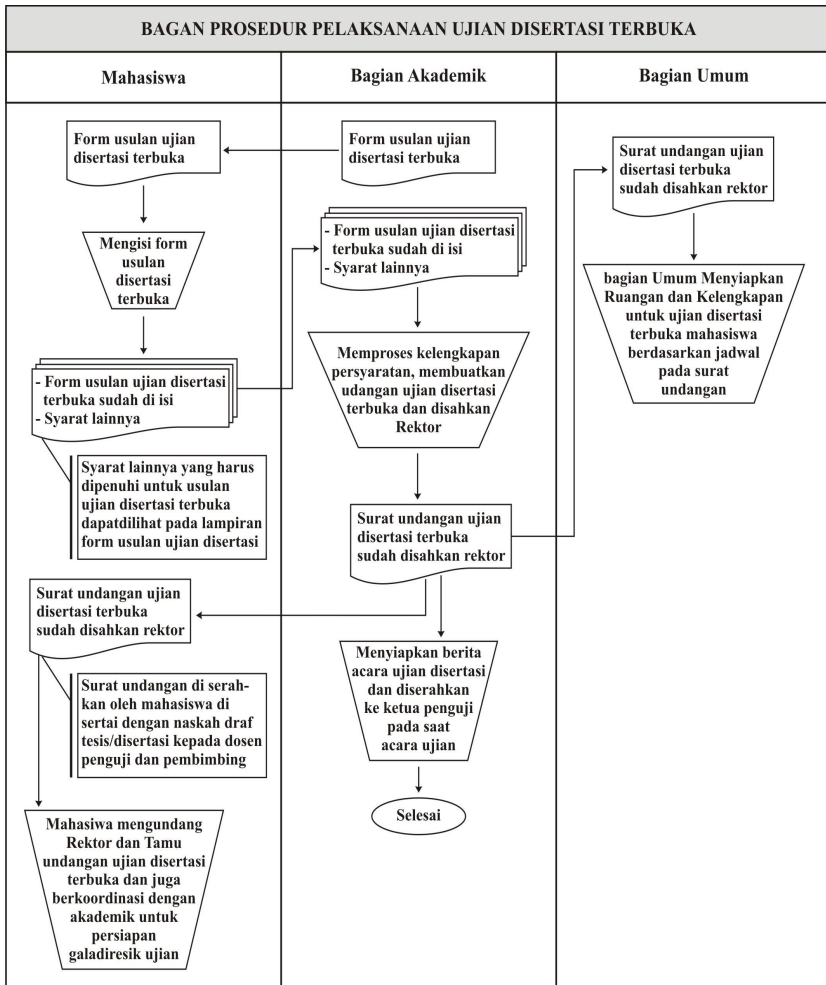 BAGAN PROSEDUR PELAKSANAAN UJIAN DISERTASI TERBUKA
Mahasiswa
Bagian Akademik
Bagian Umum
Form usulan ujian
disertasi terbuka
Mengisi form
usulan
disertasi
terbuka
- Form usulan ujian disertasi
terbuka sudah di isi
- Syarat lainnya
Syarat lainnya yang harus
dipenuhi untuk usulan
ujian disertasi terbuka
dapatdilihat pada lampiran
form usulan ujian disertasi
Surat undangan ujian
disertasi terbuka
sudah disahkan rektor
Surat undangan di serah-
kan oleh mahasiswa di
sertai dengan naskah draf
tesis/disertasi kepada dosen
penguji dan pembimbing
Mahasiwa mengundang
Rektor dan Tamu
undangan ujian disertasi
terbuka dan juga
berkoordinasi dengan
akademik untuk
persiapan
galadiresik ujian
Form usulan ujian
disertasi terbuka
- Form usulan ujian disertasi
terbuka sudah di isi
- Syarat lainnya
Memproses kelengkapan
persyaratan, membuatkan
udangan ujian disertasi
terbuka dan disahkan
Rektor
Surat undangan ujian
disertasi terbuka
sudah disahkan rektor
Menyiapkan berita
acara ujian disertasi
dan diserahkan
ke ketua penguji
pada saat
acara ujian
Selesai
Surat undangan ujian
disertasi terbuka
sudah disahkan rektor
bagian Umum Menyiapkan
Ruangan dan Kelengkapan
untuk ujian disertasi
terbuka mahasiswa
berdasarkan jadwal
pada surat
undangan